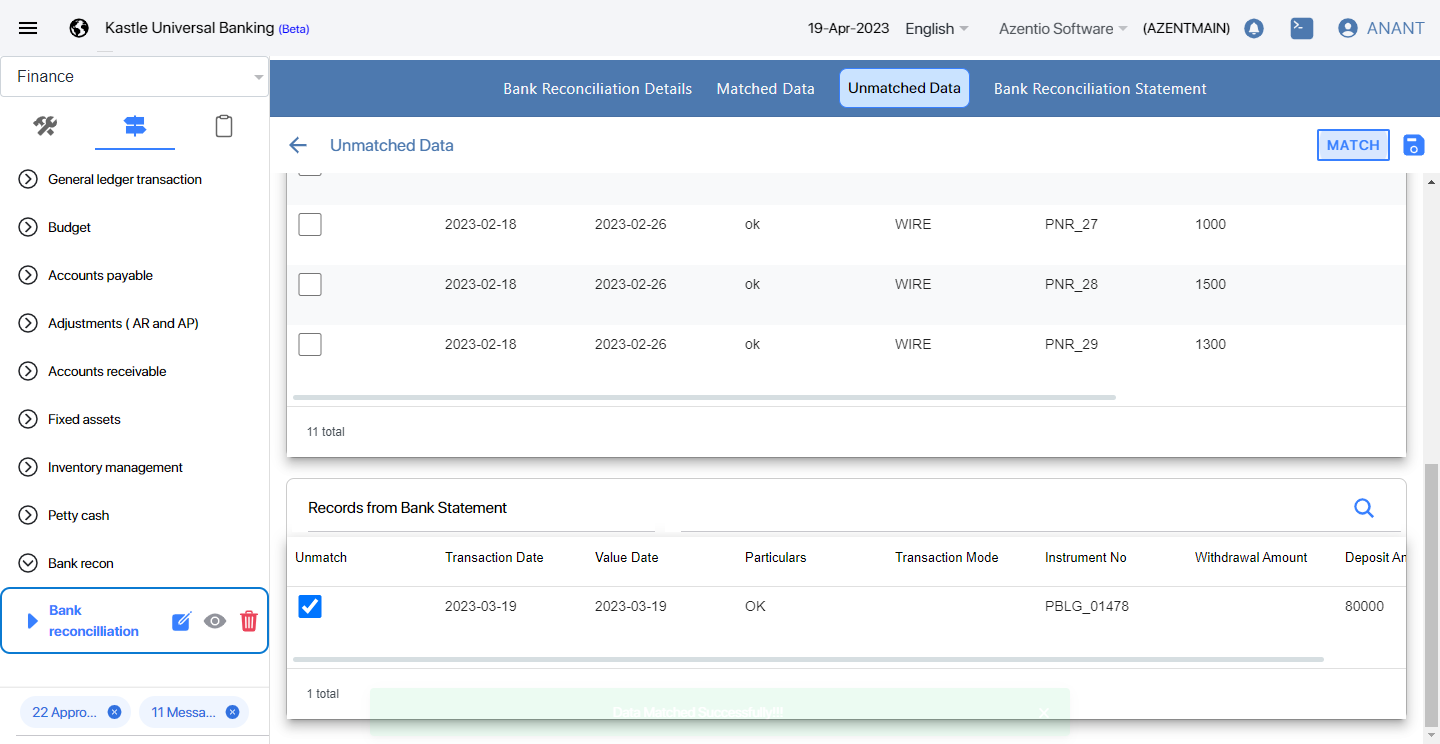 Kastle Universal Banking (Beta)
19-Apr-2023
English
Azentio Software
(AZENTMAIN)
ANANT
Finance
Bank Reconciliation Details
Matched Data
Unmatched Data
Bank Reconciliation Statement
Unmatched Data
MATCH
General ledger transaction
Budget
Accounts payable
Adjustments ( AR and AP)
Accounts receivable
Fixed assets
Inventory management
Petty cash
Bank recon
Bank
reconcilliation
22 Appro...
11 Messa...
2023-02-18 2023-02-26 ok WIRE PNR_27 1000
2023-02-18 2023-02-26 ok WIRE PNR_28 1500
2023-02-18 2023-02-26 ok WIRE PNR_29 1300
11 total
Records from Bank Statement
Unmatch Transaction Date Value Date Particulars Transaction Mode Instrument No Withdrawal Amount Deposit An
2023-03-19 2023-03-19 OK PBLG_01478 80000
1 total
Data Matched Successfully!!!